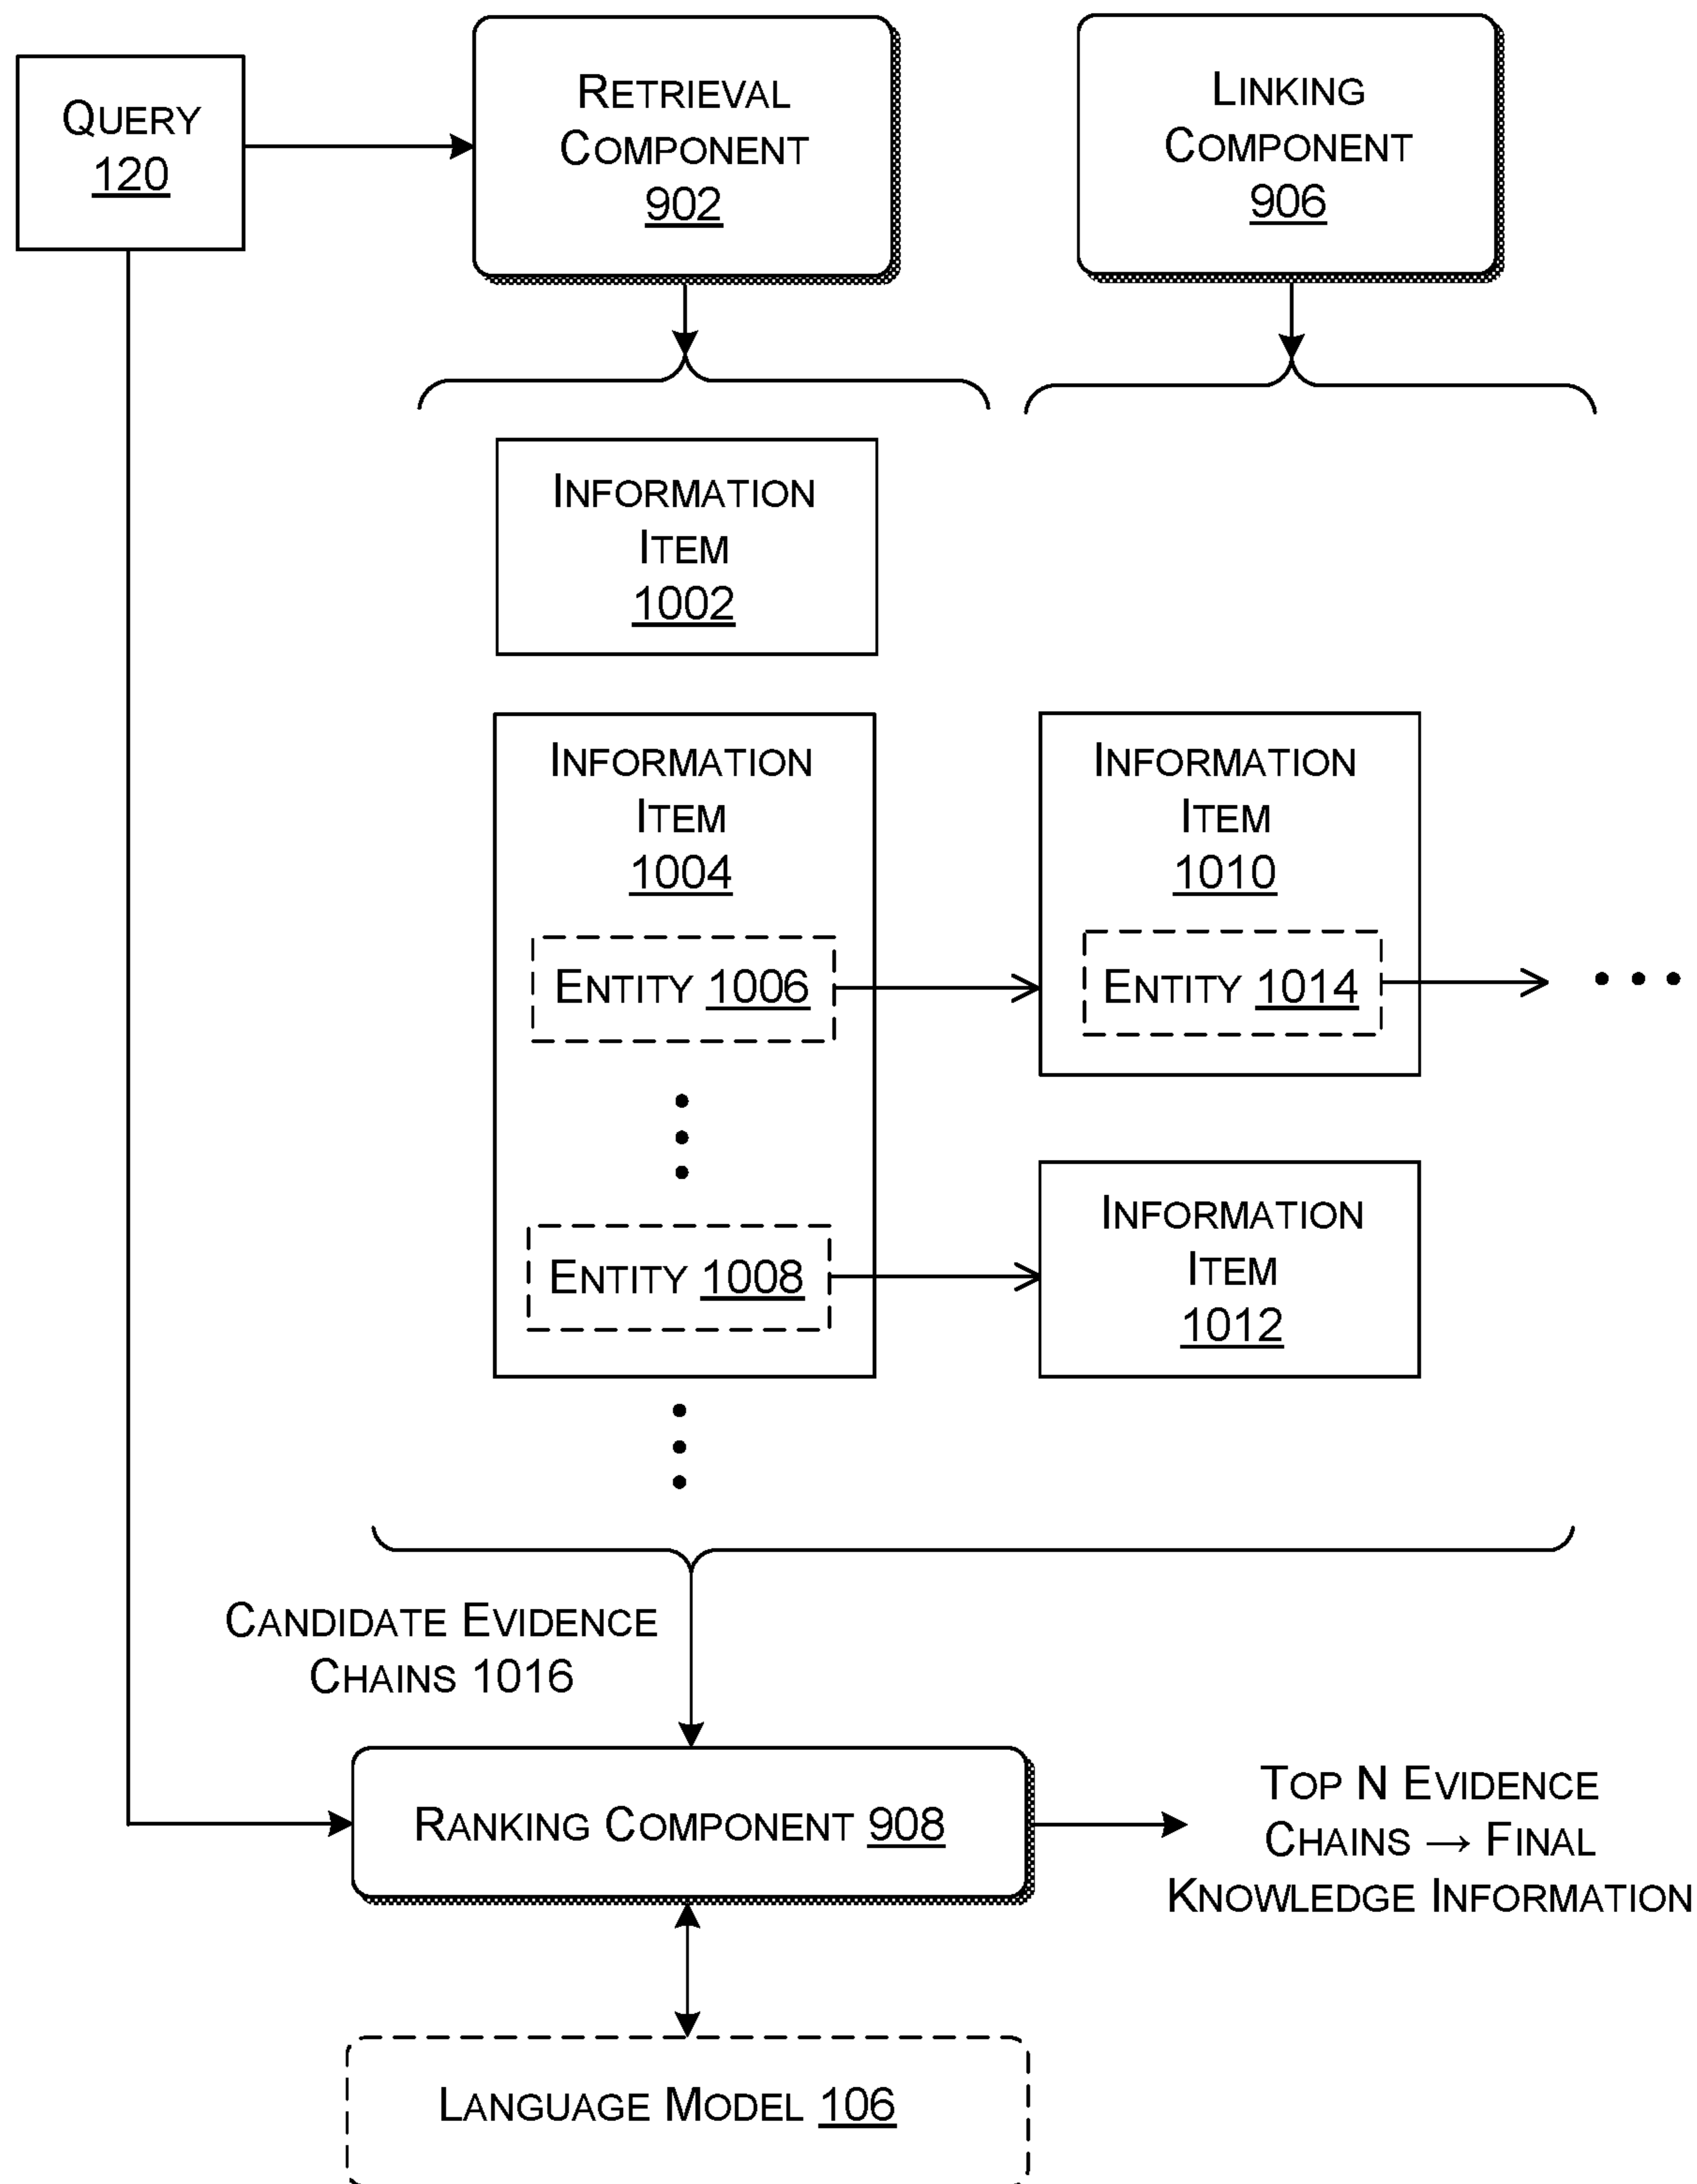 QUERY
120
RETRIEVAL
COMPONENT
902
LINKING
COMPONENT
906
INFORMATION
ITEM
1002
INFORMATION
ITEM
1004
ENTITY 1006
ENTITY 1008
INFORMATION
ITEM
1010
ENTITY 1014
INFORMATION
ITEM
1012
CANDIDATE EVIDENCE
CHAINS 1016
RANKING COMPONENT 908
TOP N EVIDENCE
CHAINS → FINAL
KNOWLEDGE INFORMATION
LANGUAGE MODEL 106